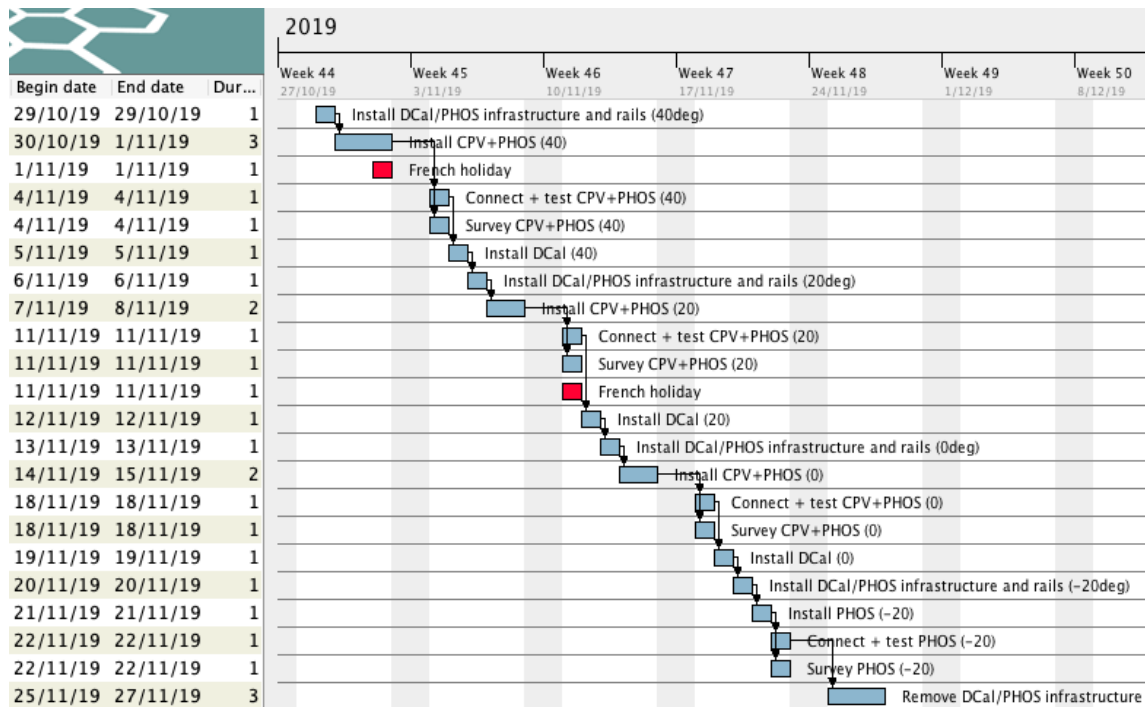 2019
Week 44 Week 45 Week 46 Week 47 Week 48 Week 49 Week 50
27/10/19 3/11/19 10/11/19 17/11/19 24/11/19 1/12/19 8/12/19
Begin date End date Dur...
29/10/19 29/10/19 1 Install DCal/PHOS infrastructure and rails (40deg)
30/10/19 1/11/19 3 Install CPV+PHOS (40)
1/11/19 1/11/19 1 French holiday
4/11/19 4/11/19 1 Connect + test CPV+PHOS (40)
4/11/19 4/11/19 1 Survey CPV+PHOS (40)
5/11/19 5/11/19 1 Install DCal (40)
6/11/19 6/11/19 1 Install DCal/PHOS infrastructure and rails (20deg)
7/11/19 8/11/19 2 Install CPV+PHOS (20)
11/11/19 11/11/19 1 Connect + test CPV+PHOS (20)
11/11/19 11/11/19 1 Survey CPV+PHOS (20)
11/11/19 11/11/19 1 French holiday
12/11/19 12/11/19 1 Install DCal (20)
13/11/19 13/11/19 1 Install DCal/PHOS infrastructure and rails (0deg)
14/11/19 15/11/19 2 Install CPV+PHOS (0)
18/11/19 18/11/19 1 Connect + test CPV+PHOS (0)
18/11/19 18/11/19 1 Survey CPV+PHOS (0)
19/11/19 19/11/19 1 Install DCal (0)
20/11/19 20/11/19 1 Install DCal/PHOS infrastructure and rails (-20deg)
21/11/19 21/11/19 1 Install PHOS (-20)
22/11/19 22/11/19 1 Connect + test PHOS (-20)
22/11/19 22/11/19 1 Survey PHOS (-20)
25/11/19 27/11/19 3 Remove DCal/PHOS infrastructure